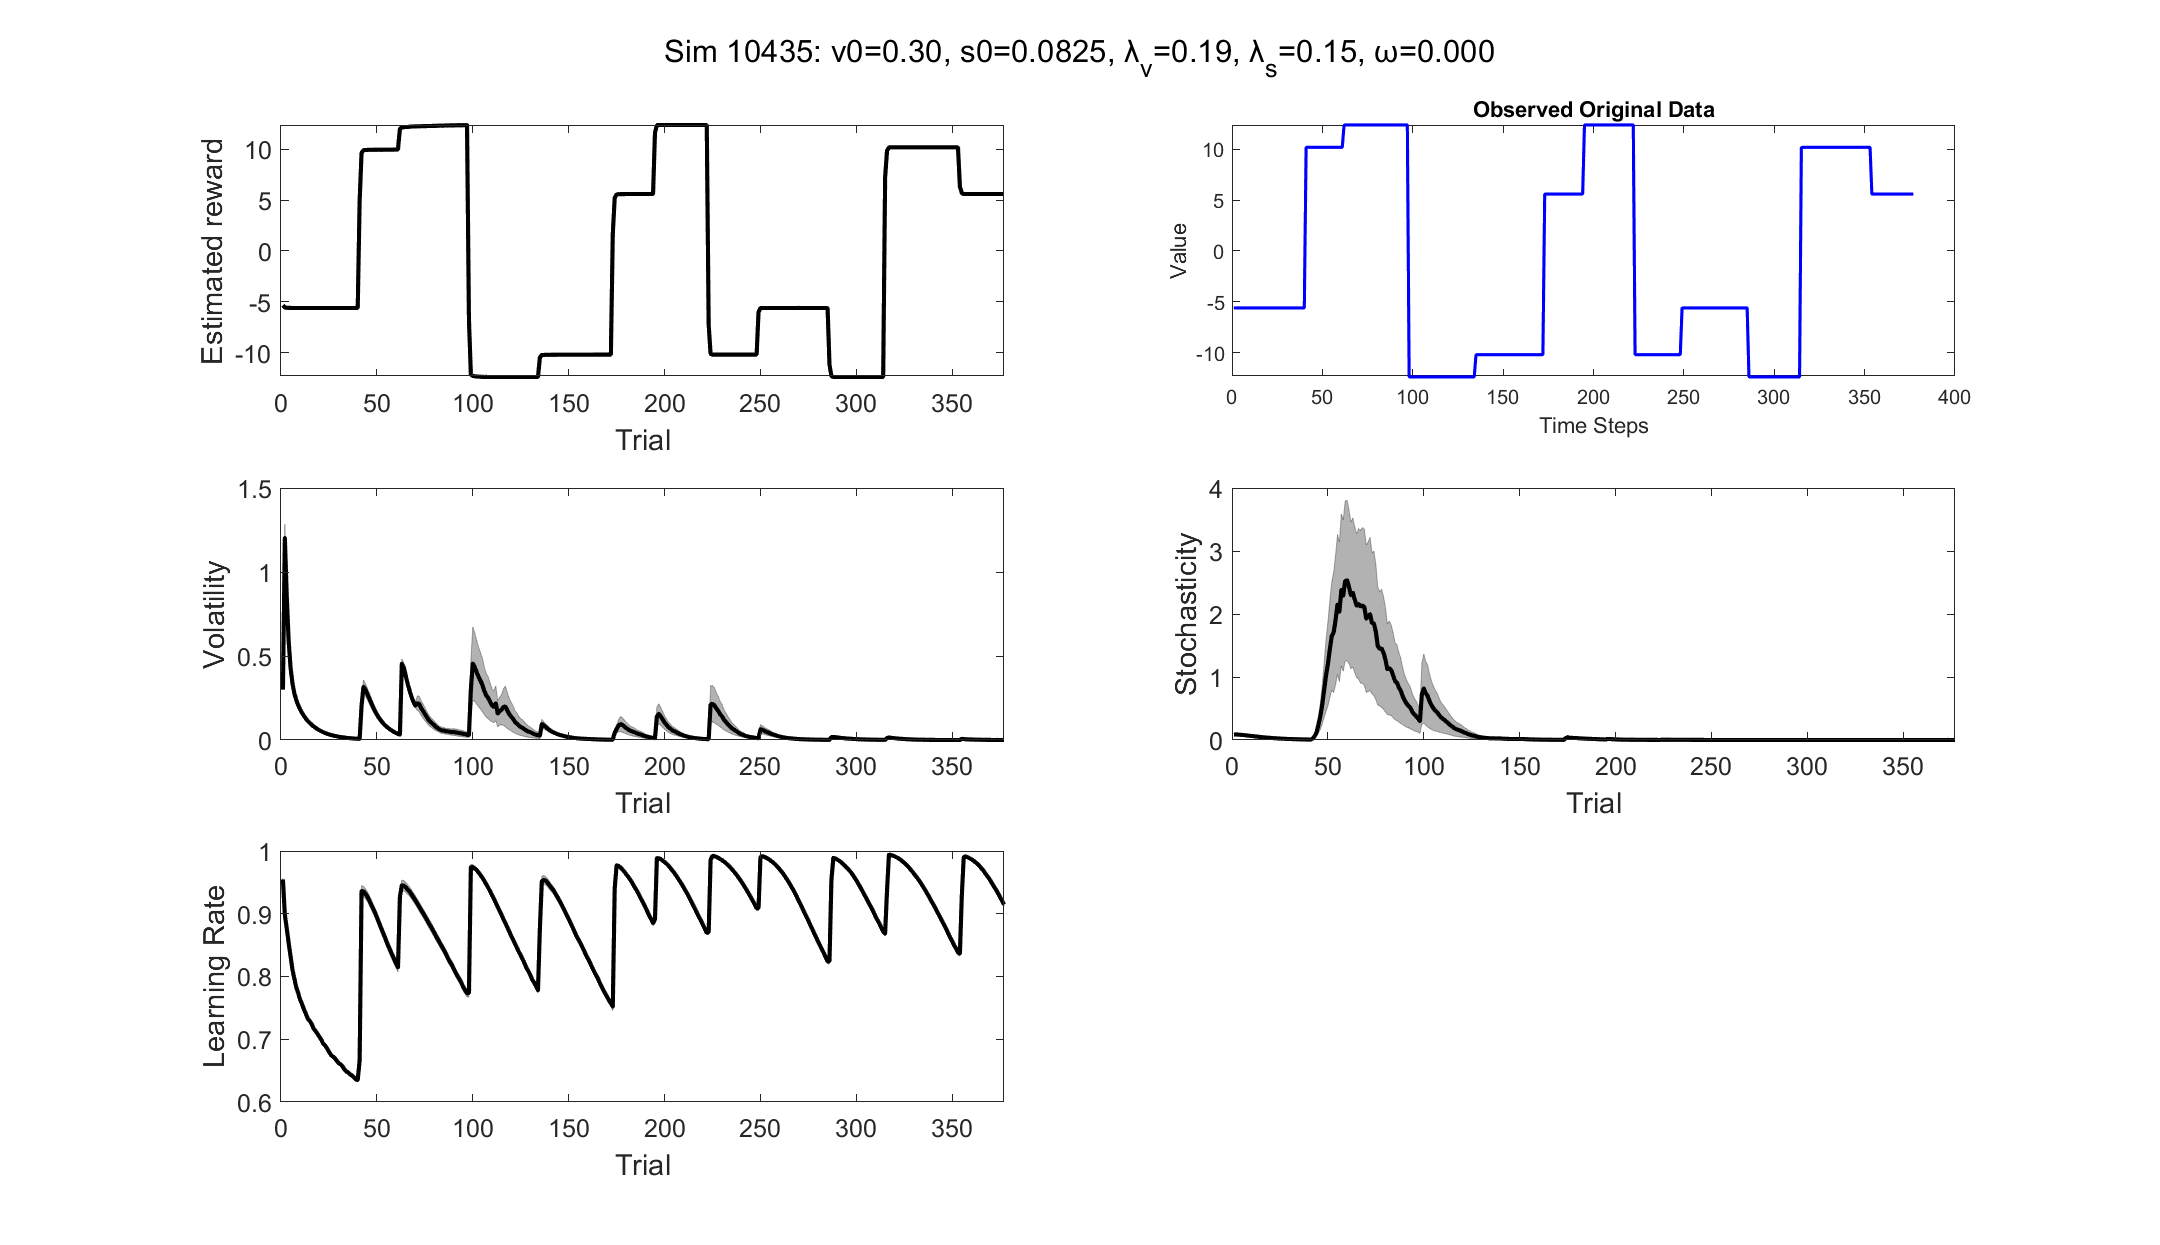 Sim 10435: v0=0.30, s0=0.0825, λ_v=0.19, λ_s=0.15, ω=0.000
Estimated reward
10
5
0
-5
-10
0 50 100 150 200 250 300 350
Trial
Observed Original Data
Value
10
5
0
-5
-10
0 50 100 150 200 250 300 350 400
Time Steps
Volatility
1.5
1
0.5
0
0 50 100 150 200 250 300 350
Trial
Stochasticity
4
3
2
1
0
0 50 100 150 200 250 300 350
Trial
Learning Rate
1
0.9
0.8
0.7
0.6
0 50 100 150 200 250 300 350
Trial